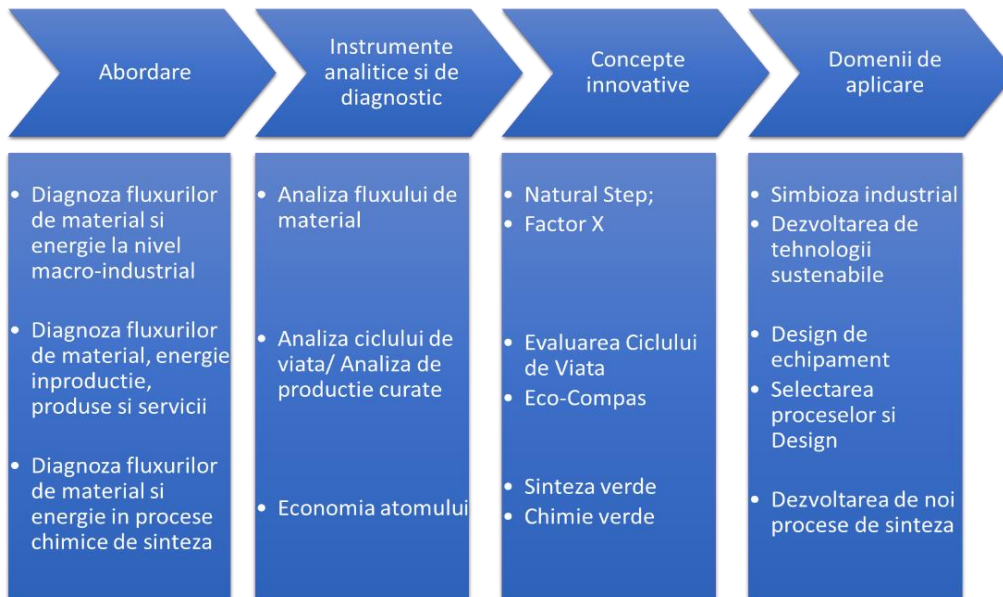 Abordare
Instrumente
analitice si de
diagnostic
Concepte
innovative
Domenii de
aplicare
• Diagnoza fluxurilor
de material si
energie la nivel
macro-industrial
• Diagnoza fluxurilor
de material, energie
inproductie,
produse si servicii
• Diagnoza fluxurilor
de material si
energie in procese
chimice de sinteza
• Analiza fluxului de
material
• Analiza ciclului de
viata/ Analiza de
productie curate
• Economia atomului
• Natural Step;
• Factor X
• Evaluarea Ciclului
de Viata
• Eco-Compas
• Sinteza verde
• Chimie verde
• Simbioza industrial
• Dezvoltarea de
tehnologii
sustenabile
• Design de
echipament
• Selectarea
proceselor si
Design
• Dezvoltarea de noi
procese de sinteza